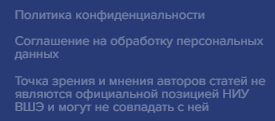 Политика конфиденциальности
Соглашение на обработку персональных
данных
Точка зрения и мнения авторов статей не
являются официальной позицией НИУ
ВШЭ и могут не совпадать с ней